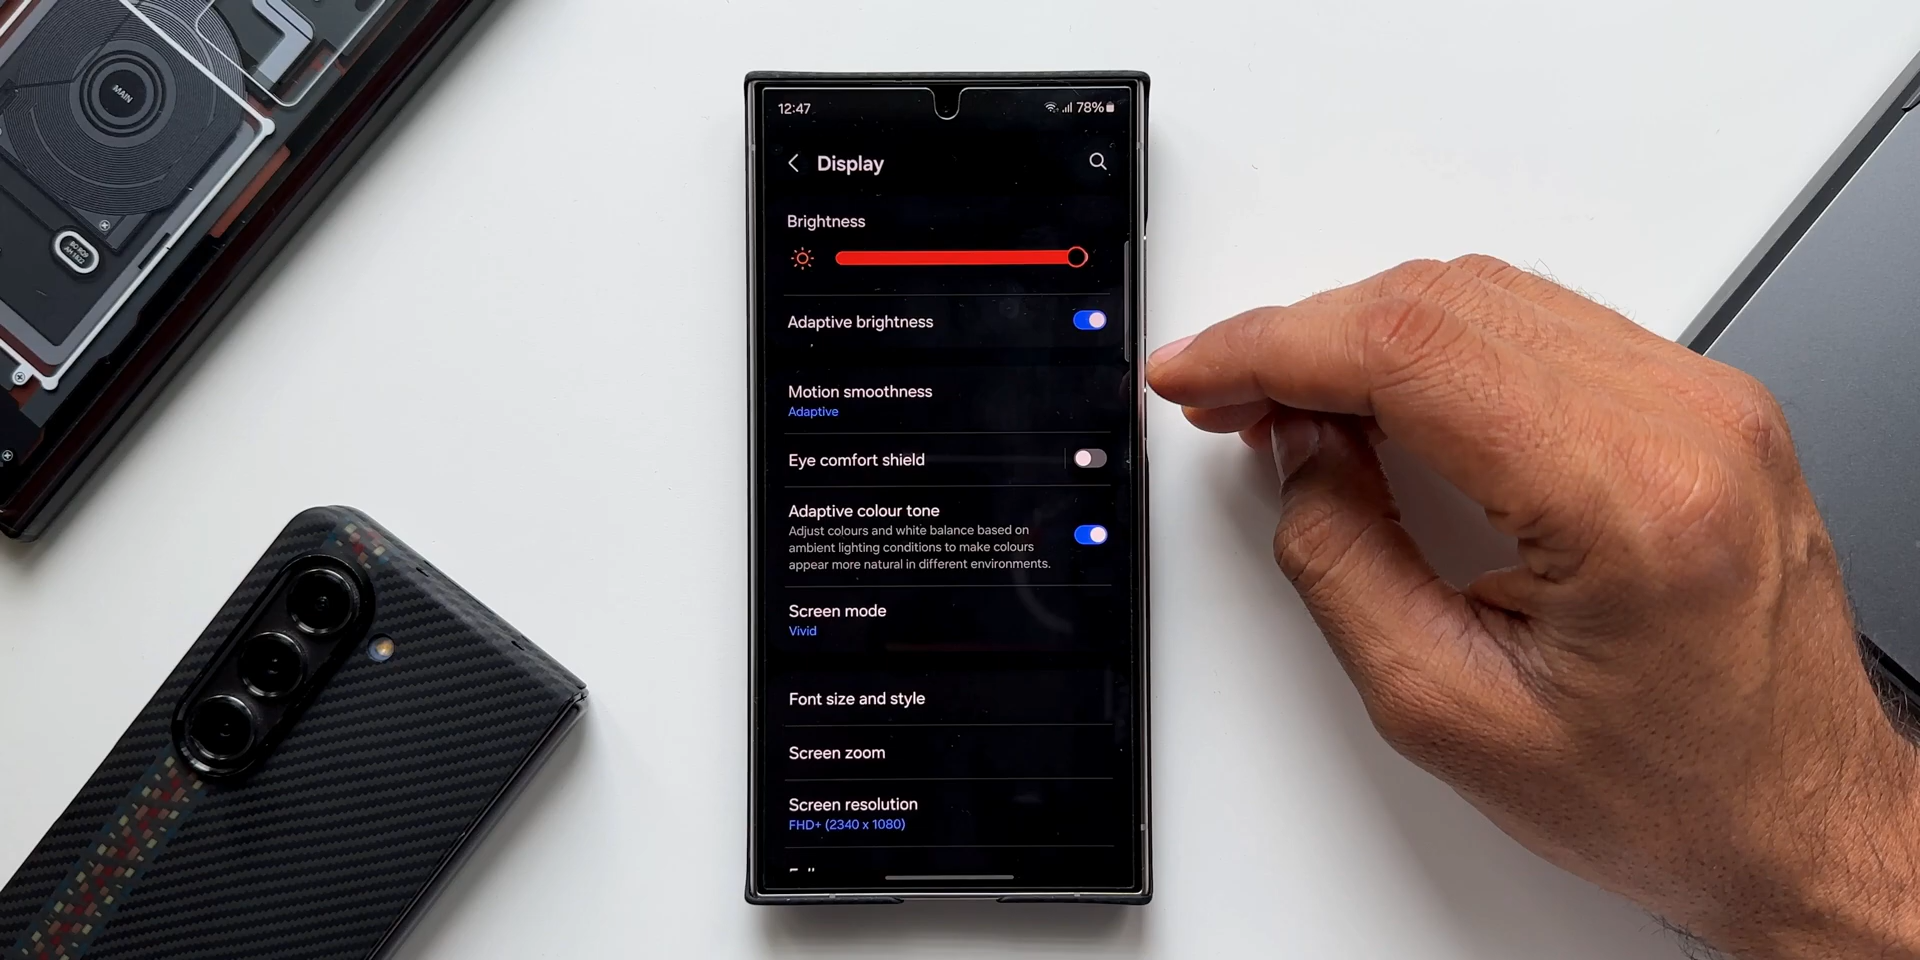 MAIN
12:47
78%
Display
Brightness
Adaptive brightness
Motion smoothness
Adaptive
Eye comfort shield
Adaptive colour tone
Adjust colours and white balance based on
ambient lighting conditions to make colours
appear more natural in different environments.
Screen mode
Vivid
Font size and style
Screen zoom
Screen resolution
FHD+ (2340 x 1080)